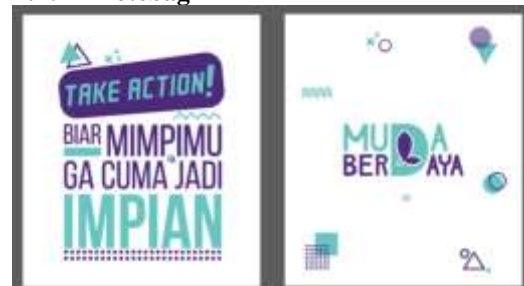 TAKE ACTION!
BIAR MIMPIMU
GA CUMA JADI
IMPIAN
MUDA
BERDAYA